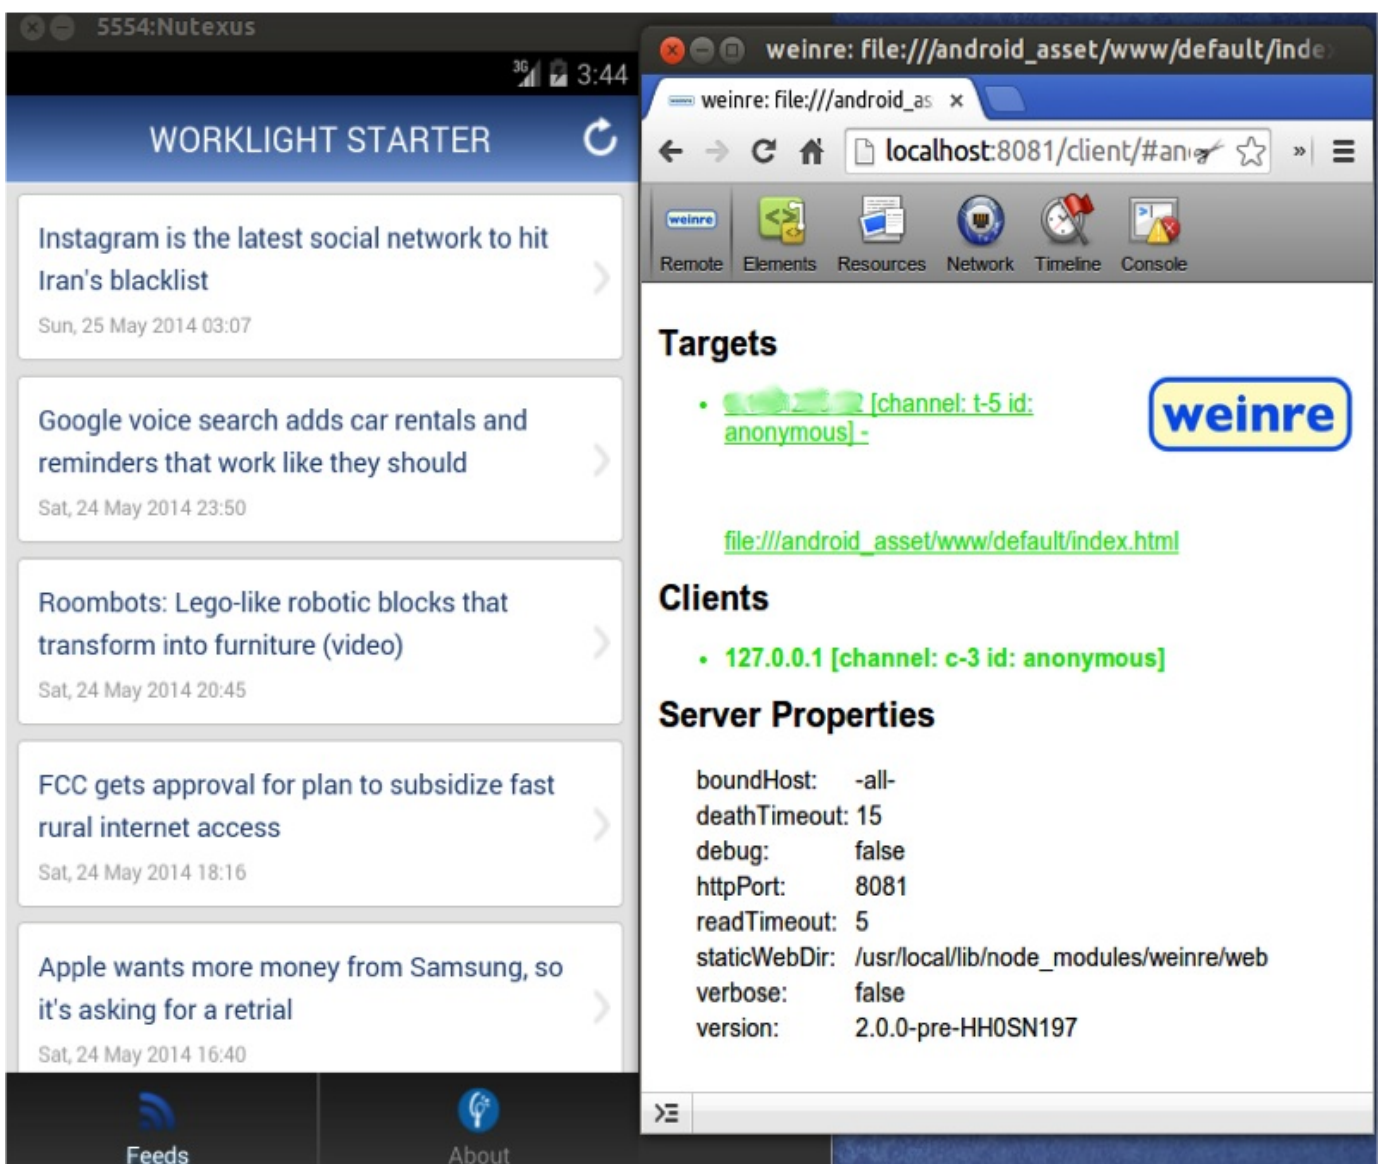 5554:Nutexus
3G
3:44
WORKLIGHT STARTER
Instagram is the latest social network to hit
Iran's blacklist
Sun, 25 May 2014 03:07
Google voice search adds car rentals and
reminders that work like they should
Sat, 24 May 2014 23:50
Roombots: Lego-like robotic blocks that
transform into furniture (video)
Sat, 24 May 2014 20:45
FCC gets approval for plan to subsidize fast
rural internet access
Sat, 24 May 2014 18:16
Apple wants more money from Samsung, so
it's asking for a retrial
Sat, 24 May 2014 16:40
Feeds
About
weinre: file:///android_asset/www/default/inde
weinre: file:///android_as
localhost:8081/client/#an
weinre
Remote
Elements
Resources
Network
Timeline
Console
Targets
[channel: t-5 id:
anonymous] -
weinre
file:///android_asset/www/default/index.html
Clients
127.0.0.1 [channel: c-3 id: anonymous]
Server Properties
boundHost: -all-
deathTimeout: 15
debug: false
httpPort: 8081
readTimeout: 5
staticWebDir: /usr/local/lib/node_modules/weinre/web
verbose: false
version: 2.0.0-pre-HH0SN197